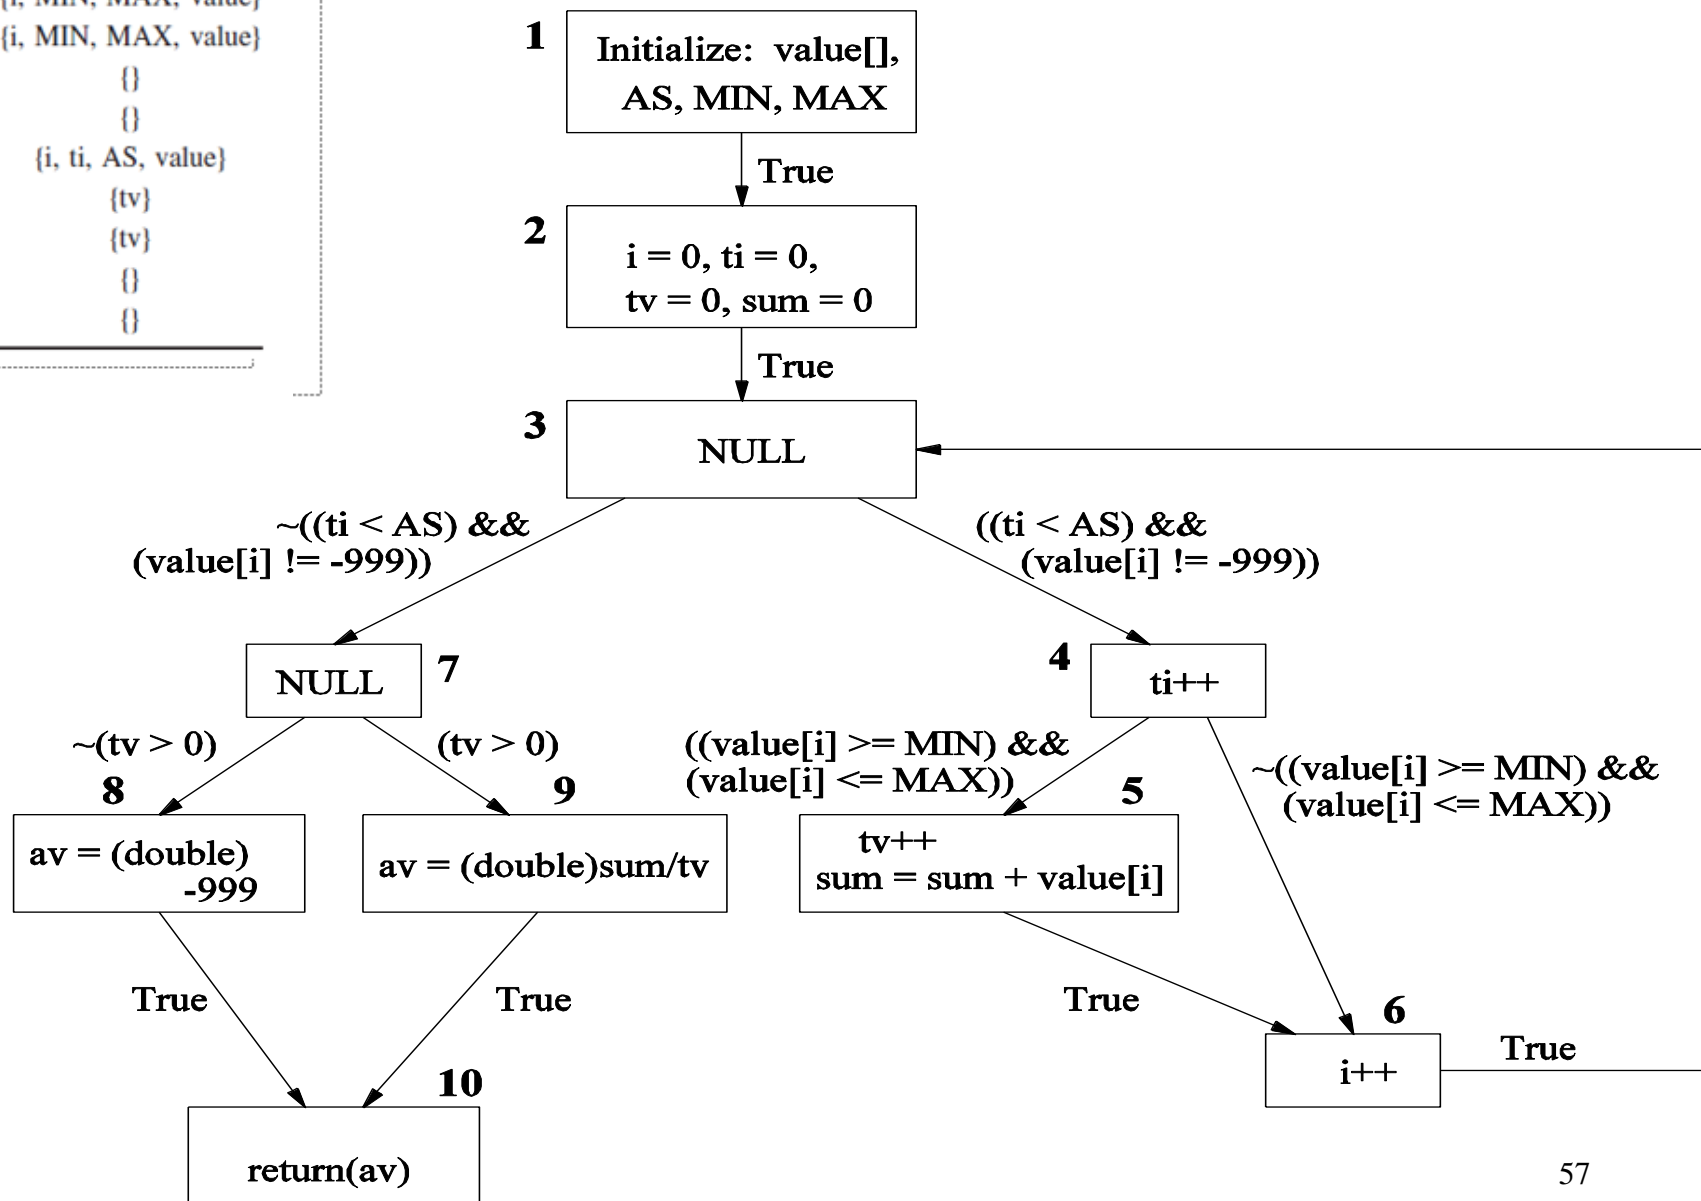 {i, MIN, MAX, value}
{i, MIN, MAX, value}
{}
{}
{i, ti, AS, value}
{tv}
{tv}
{}
{}
1
Initialize: value[],
AS, MIN, MAX
True
2
i = 0, ti = 0,
tv = 0, sum = 0
True
3
NULL
~((ti < AS) &&
(value[i] != -999))
((ti < AS) &&
(value[i] != -999))
NULL
7
4
ti++
~(tv > 0)
(tv > 0)
((value[i] >= MIN) &&
(value[i] <= MAX))
~((value[i] >= MIN) &&
(value[i] <= MAX))
8
9
5
av = (double)
-999
av = (double)sum/tv
tv++
sum = sum + value[i]
True
True
True
6
i++
True
10
return(av)
57